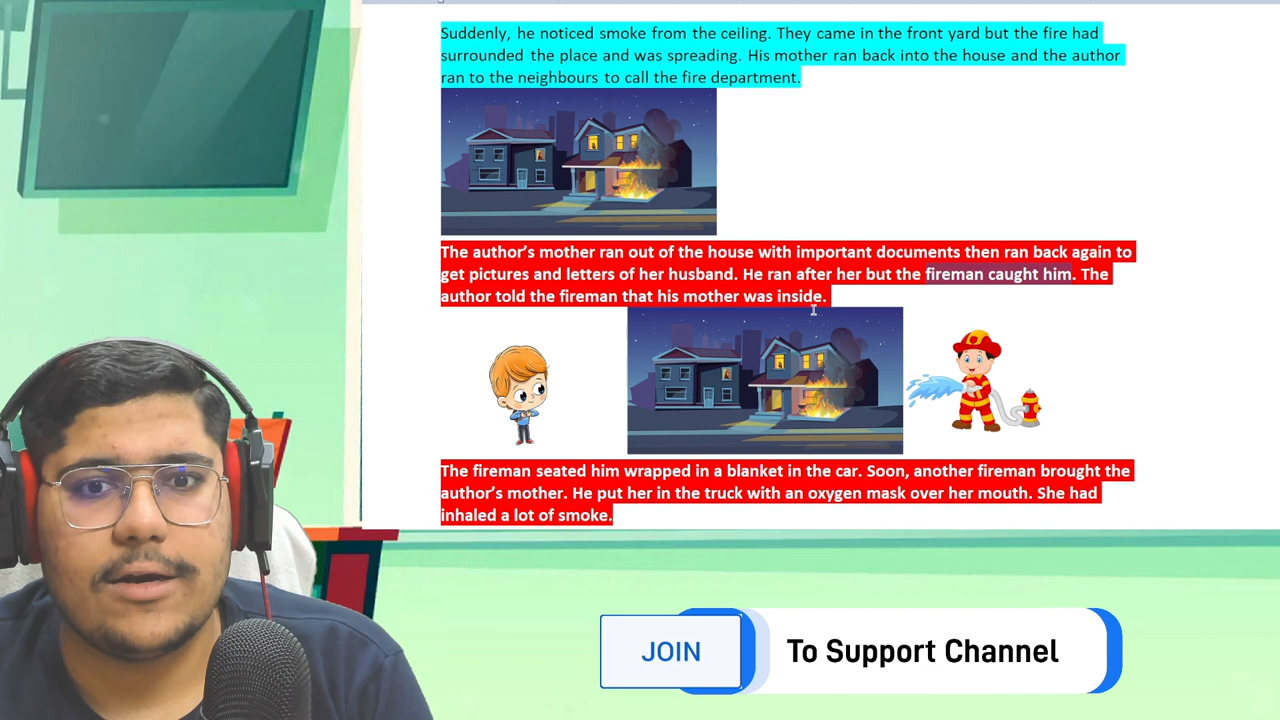 Suddenly, he noticed smoke from the ceiling. They came in the front yard but the fire had
surrounded the place and was spreading. His mother ran back into the house and the author
ran to the neighbours to call the fire department.
The author’s mother ran out of the house with important documents then ran back again to
get pictures and letters of her husband. He ran after her but the fireman caught him. The
author told the fireman that his mother was inside.
The fireman seated him wrapped in a blanket in the car. Soon, another fireman brought the
author’s mother. He put her in the truck with an oxygen mask over her mouth. She had
inhaled a lot of smoke.
JOIN
To Support Channel